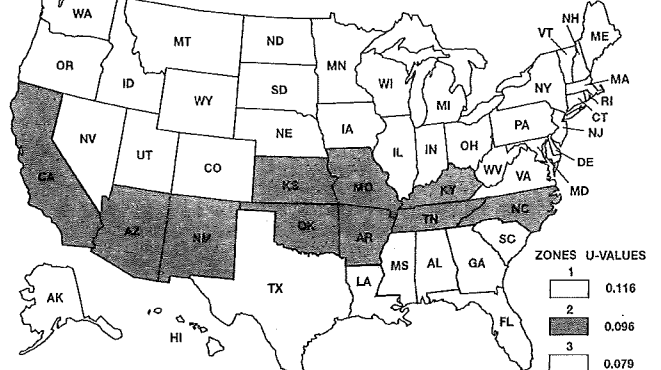 WA
MT
ND
MN
VT
NH
ME
OR
ID
SD
WI
MI
NY
MA
RI
CT
WY
NE
IA
PA
NJ
NV
UT
CO
IL
IN
OH
DE
MD
WV
VA
CA
KS
MO
KY
AZ
NM
OK
AR
TN
NC
SC
MS
AL
GA
TX
LA
FL
AK
HI
ZONES U-VALUES
1
0.116
2
0.096
3
0.079